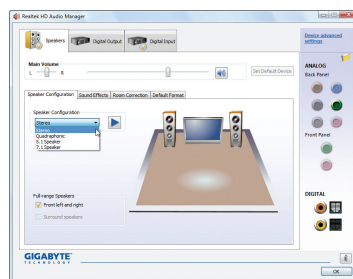 Realtek HD Audio Manager
Speakers
Digital Output
Digital Input
Device advanced
settings
Main Volume
L
R
Set Default Device
ANALOG
Back Panel
Speaker Configuration
Sound Effects
Room Correction
Default Format
Speaker Configuration
Stereo
Stereo
Quadraphonic
5.1 Speaker
7.1 Speaker
Front Panel
Full-range Speakers
Front left and right
Surround speakers
DIGITAL
GIGABYTE
TECHNOLOGY
i
OK